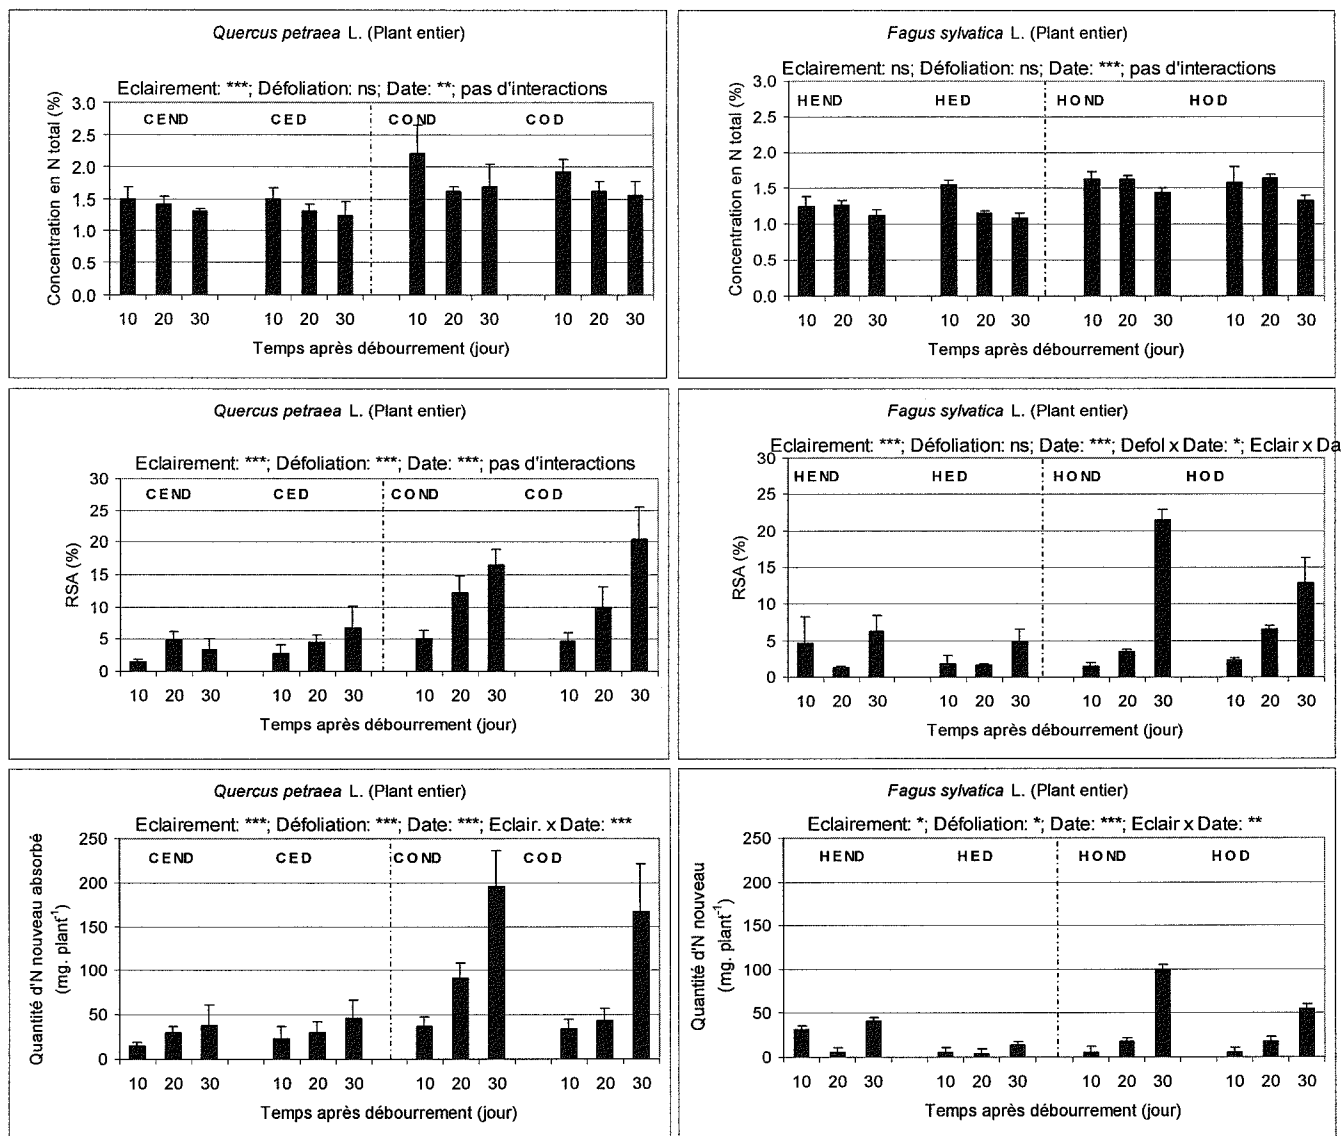 Quercus petraea L. (Plant entier)
Eclairement: ***; Défoliation: ns; Date: **; pas d'interactions
Concentration en N total (%)
3.0
2.5
2.0
1.5
1.0
0.5
0.0
CEND CED COND COD
10 20 30 10 20 30 10 20 30 10 20 30
Temps après débourrement (jour)
Fagus sylvatica L. (Plant entier)
Eclairement: ns; Défoliation: ns; Date: ***; pas d'interactions
Concentration en N total (%)
3.0
2.5
2.0
1.5
1.0
0.5
0.0
HEND HED HOND HOD
10 20 30 10 20 30 10 20 30 10 20 30
Temps après débourrement (jour)
Quercus petraea L. (Plant entier)
Eclairement: ***; Défoliation: ***; Date: ***; pas d'interactions
RSA (%)
30
25
20
15
10
5
0
CEND CED COND COD
10 20 30 10 20 30 10 20 30 10 20 30
Temps après débourrement (jour)
Fagus sylvatica L. (Plant entier)
Eclairement: ***; Défoliation: ns; Date: ***; Defol x Date: *; Eclair x Da
RSA (%)
30
25
20
15
10
5
0
HEND HED HOND HOD
10 20 30 10 20 30 10 20 30 10 20 30
Temps après débourrement (jour)
Quercus petraea L. (Plant entier)
Eclairement: ***; Défoliation: ***; Date: ***; Eclair. x Date: ***
Quantité d'N nouveau absorbé
(mg. plant⁻¹)
250
200
150
100
50
0
CEND CED COND COD
10 20 30 10 20 30 10 20 30 10 20 30
Temps après débourrement (jour)
Fagus sylvatica L. (Plant entier)
Eclairement: *; Défoliation: *; Date: ***; Eclair x Date: **
Quantité d'N nouveau
(mg. plant⁻¹)
250
200
150
100
50
0
HEND HED HOND HOD
10 20 30 10 20 30 10 20 30 10 20 30
Temps après débourrement (jour)